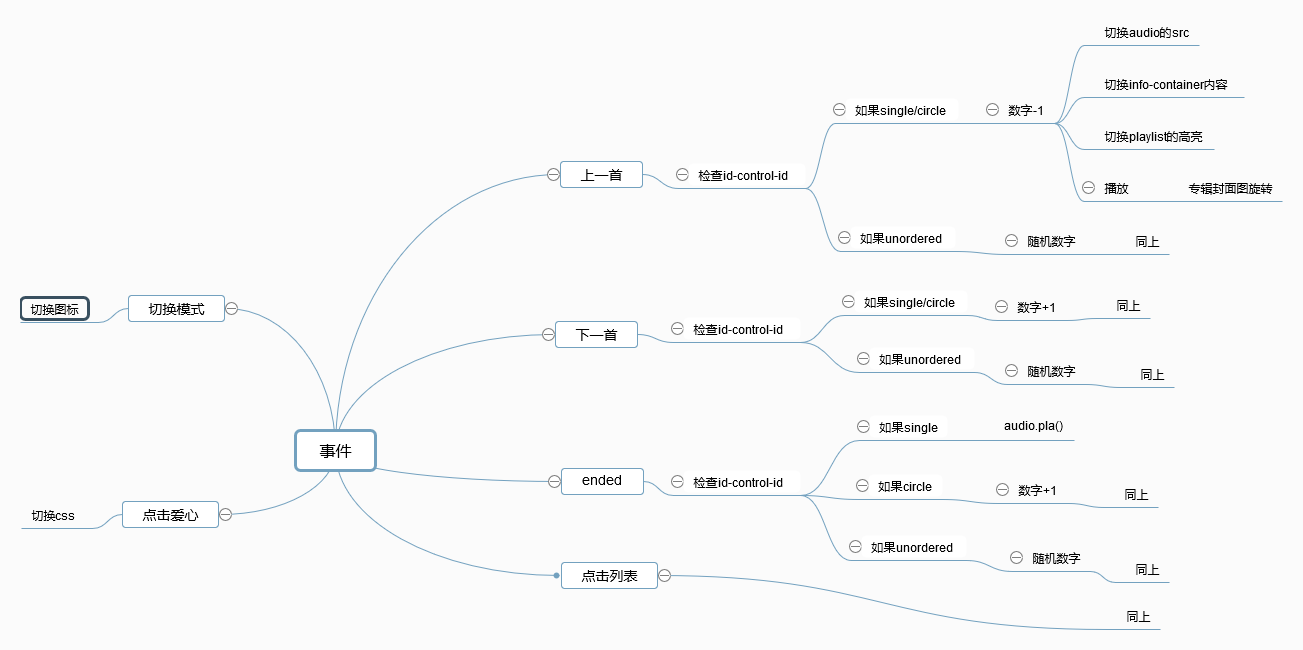 切换audio的src
切换info-container内容
如果single/circle
数字-1
切换playlist的高亮
上一首
检查id-control-id
播放
专辑封面图旋转
如果unordered
随机数字
同上
切换图标
切换模式
下一首
检查id-control-id
如果single/circle
数字+1
同上
如果unordered
随机数字
同上
事件
ended
检查id-control-id
如果single
audio.pla()
如果circle
数字+1
同上
如果unordered
随机数字
同上
切换css
点击爱心
点击列表
同上